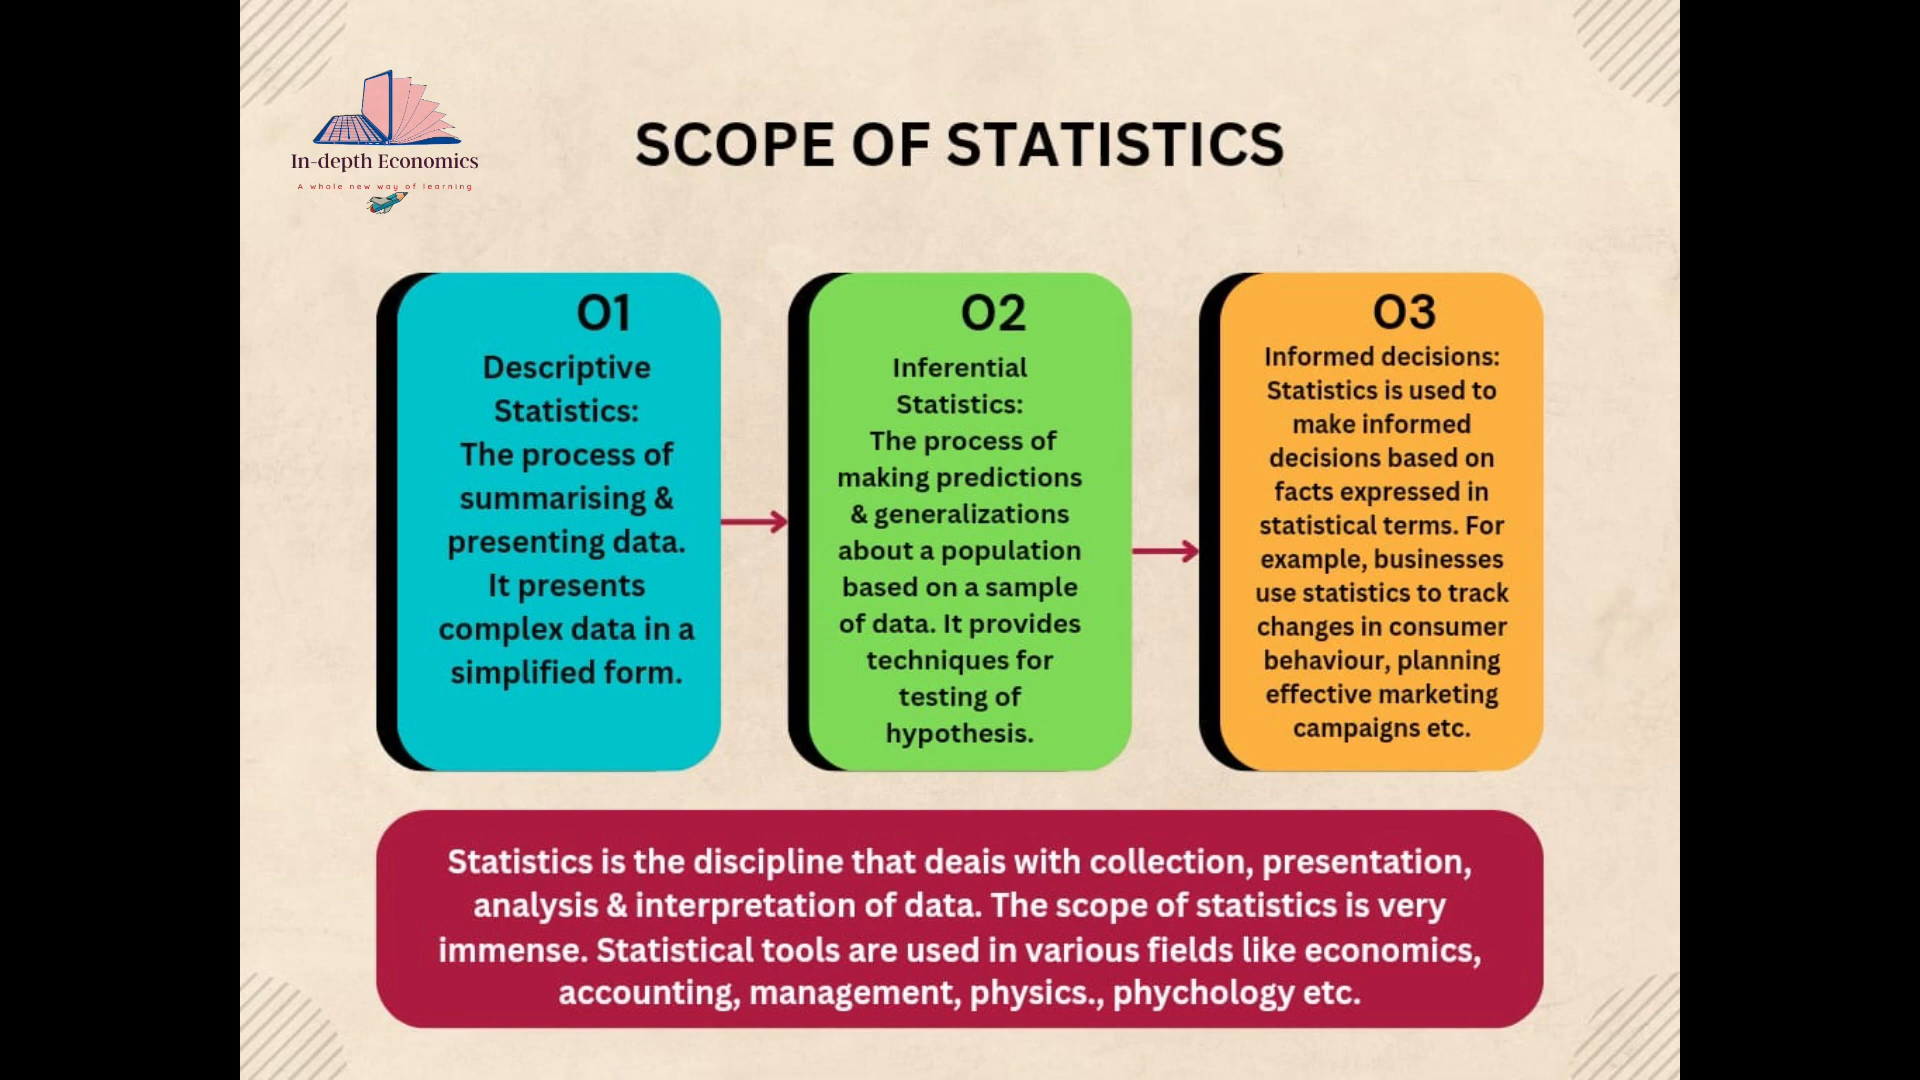 In-depth Economics
A whole new way of learning
SCOPE OF STATISTICS
01
Descriptive
Statistics:
The process of
summarising &
presenting data.
It presents
complex data in a
simplified form.
02
Inferential
Statistics:
The process of
making predictions
& generalizations
about a population
based on a sample
of data. It provides
techniques for
testing of
hypothesis.
03
Informed decisions:
Statistics is used to
make informed
decisions based on
facts expressed in
statistical terms. For
example, businesses
use statistics to track
changes in consumer
behaviour, planning
effective marketing
campaigns etc.
Statistics is the discipline that deais with collection, presentation,
analysis & interpretation of data. The scope of statistics is very
immense. Statistical tools are used in various fields like economics,
accounting, management, physics., phychology etc.